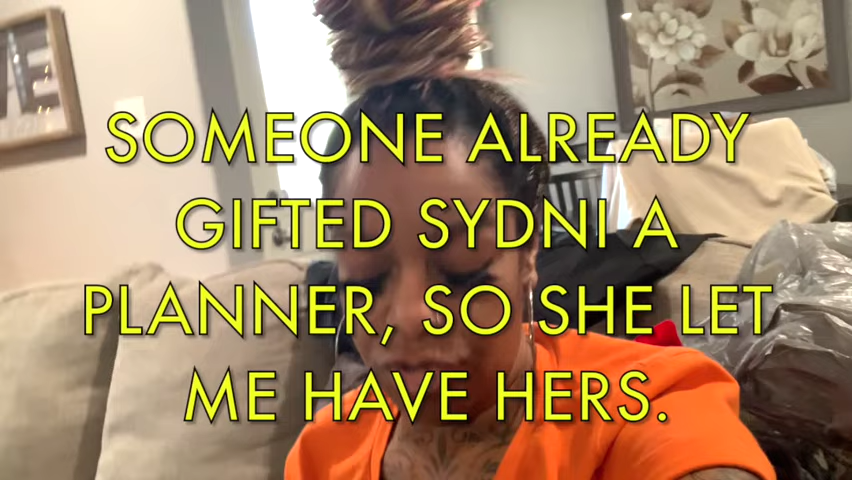 SOMEONE ALREADY
GIFTED SYDNI A
PLANNER, SO SHE LET
ME HAVE HERS.